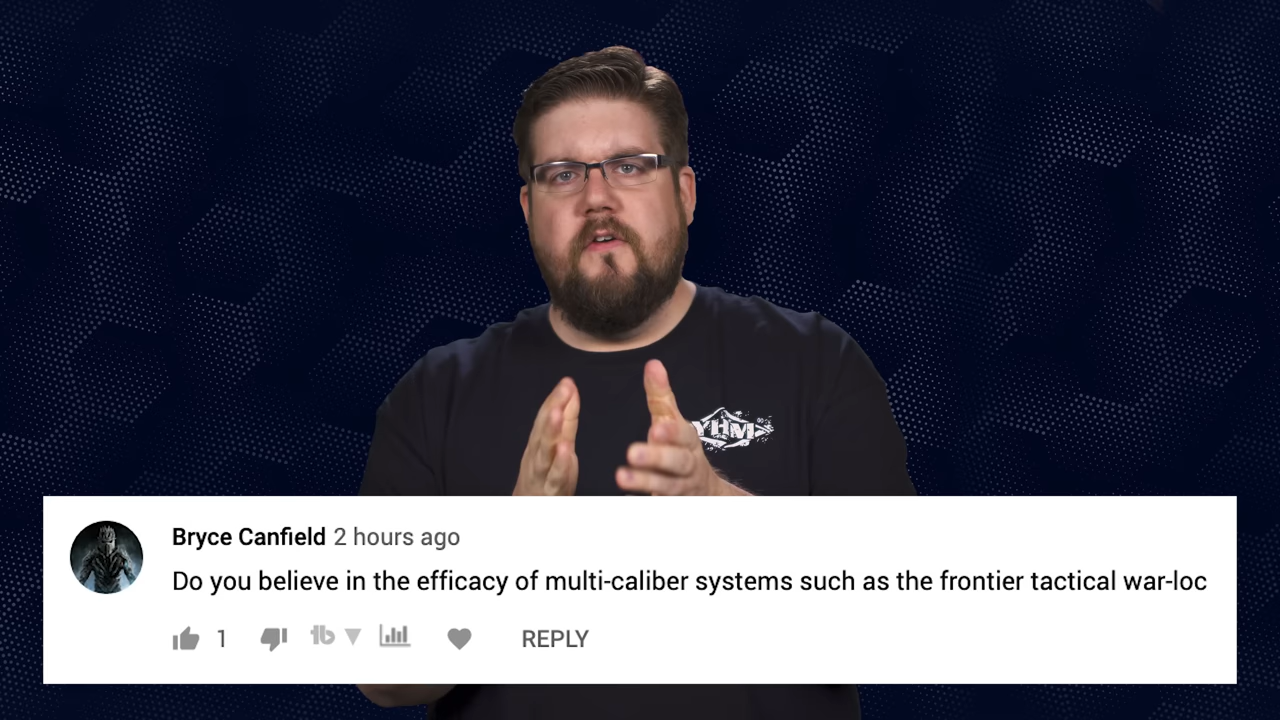 YHM
Bryce Canfield 2 hours ago
Do you believe in the efficacy of multi-caliber systems such as the frontier tactical war-loc
1
REPLY